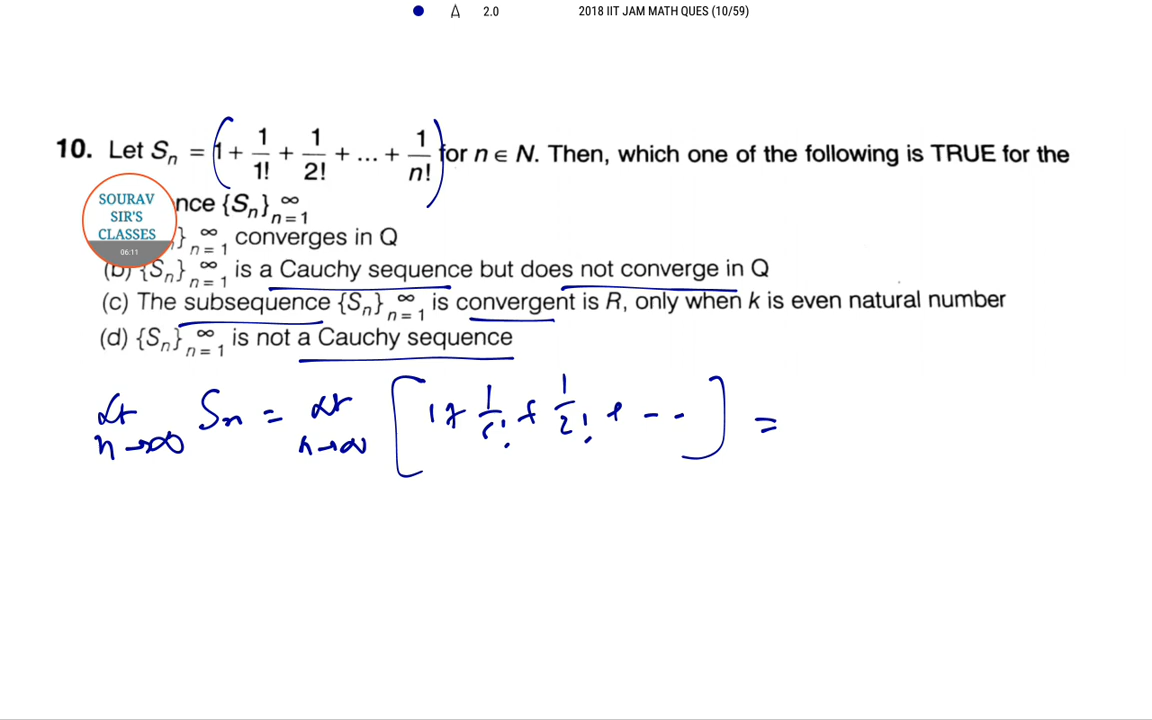 2.0 2018 IIT JAM MATH QUES (10/59)
10. Let Sₙ = (1 + 1/1! + 1/2! + ... + 1/n!) for n ∈ N. Then, which one of the following is TRUE for the
nce {Sₙ}∞ n=1
SOURAV
SIR'S
CLASSES
06:11
} ∞ n=1 converges in Q
(b) {Sₙ} ∞ n=1 is a Cauchy sequence but does not converge in Q
(c) The subsequence {Sₙ} ∞ n=1 is convergent is R, only when k is even natural number
(d) {Sₙ} ∞ n=1 is not a Cauchy sequence
Lt n→∞ Sn = Lt n→∞ [1 + 1/1! + 1/2! + - - ] =